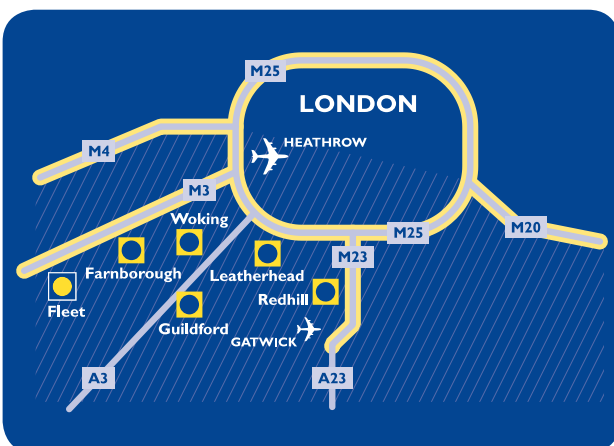 M25
LONDON
HEATHROW
M4
M3
Woking
M25
M20
M23
Farnborough
Leatherhead
Redhill
Fleet
Guildford
GATWICK
A3
A23